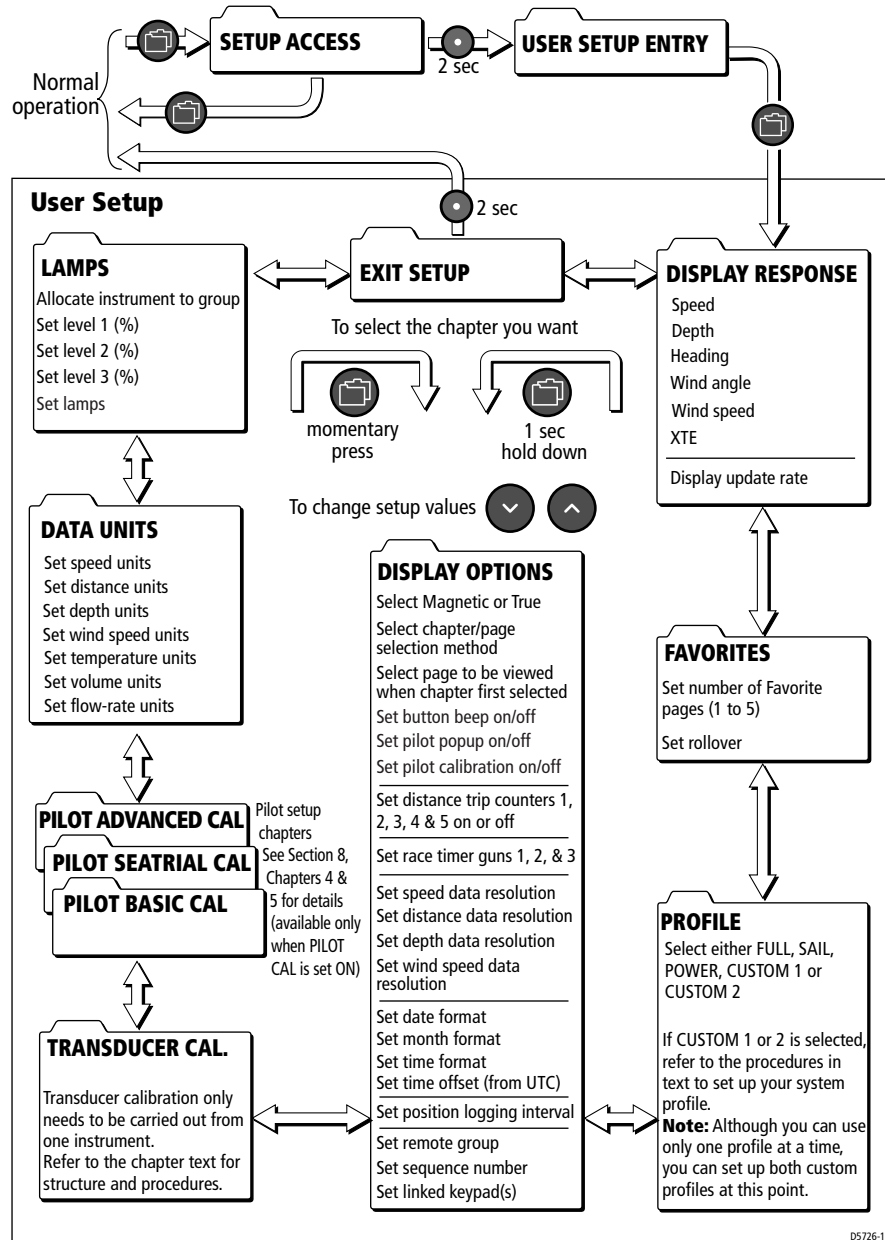 SETUP ACCESS
USER SETUP ENTRY
2 sec
Normal
operation
User Setup
2 sec
LAMPS
Allocate instrument to group
Set level 1 (%)
Set level 2 (%)
Set level 3 (%)
Set lamps
EXIT SETUP
To select the chapter you want
momentary
press
1 sec
hold down
To change setup values
DISPLAY RESPONSE
Speed
Depth
Heading
Wind angle
Wind speed
XTE
Display update rate
DATA UNITS
Set speed units
Set distance units
Set depth units
Set wind speed units
Set temperature units
Set volume units
Set flow-rate units
DISPLAY OPTIONS
Select Magnetic or True
Select chapter/page
selection method
Select page to be viewed
when chapter first selected
Set button beep on/off
Set pilot popup on/off
Set pilot calibration on/off
Set distance trip counters 1,
2, 3, 4 & 5 on or off
Set race timer guns 1, 2, & 3
Set speed data resolution
Set distance data resolution
Set depth data resolution
Set wind speed data
resolution
Set date format
Set month format
Set time format
Set time offset (from UTC)
Set position logging interval
Set remote group
Set sequence number
Set linked keypad(s)
FAVORITES
Set number of Favorite
pages (1 to 5)
Set rollover
PILOT ADVANCED CAL
PILOT SEATRIAL CAL
PILOT BASIC CAL
Pilot setup
chapters
See Section 8,
Chapters 4 &
5 for details
(available only
when PILOT
CAL is set ON)
PROFILE
Select either FULL, SAIL,
POWER, CUSTOM 1 or
CUSTOM 2
If CUSTOM 1 or 2 is selected,
refer to the procedures in
text to set up your system
profile.
Note: Although you can use
only one profile at a time,
you can set up both custom
profiles at this point.
TRANSDUCER CAL.
Transducer calibration only
needs to be carried out from
one instrument.
Refer to the chapter text for
structure and procedures.
D5726-1